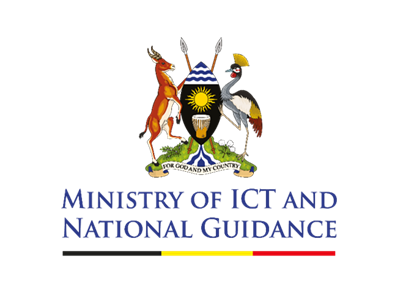 FOR GOD AND MY COUNTRY
MINISTRY OF ICT AND
NATIONAL GUIDANCE